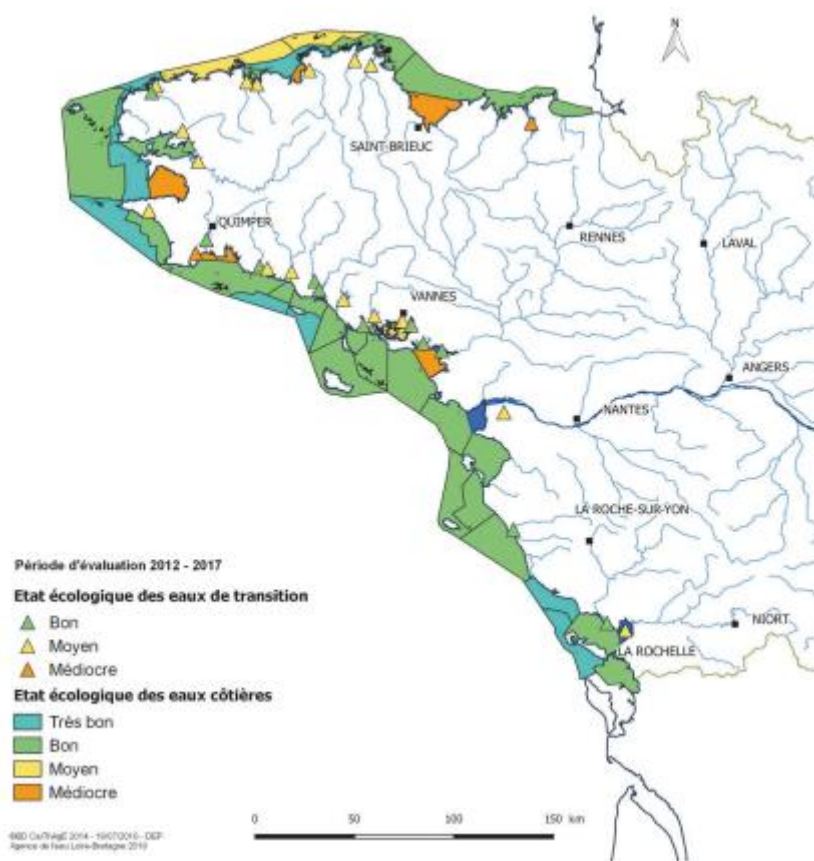 N
SAINT-BRIEUC
QUIMPER
RENNES
LAVAL
VANNES
ANGERS
NANTES
LA ROCHE-SUR-YON
NIORT
LA ROCHELLE
Période d'évaluation 2012 - 2017
Etat écologique des eaux de transition
Bon
Moyen
Médiocre
Etat écologique des eaux côtières
Très bon
Bon
Moyen
Médiocre
0 50 100 150 km
Agence de l'eau Loire-Bretagne